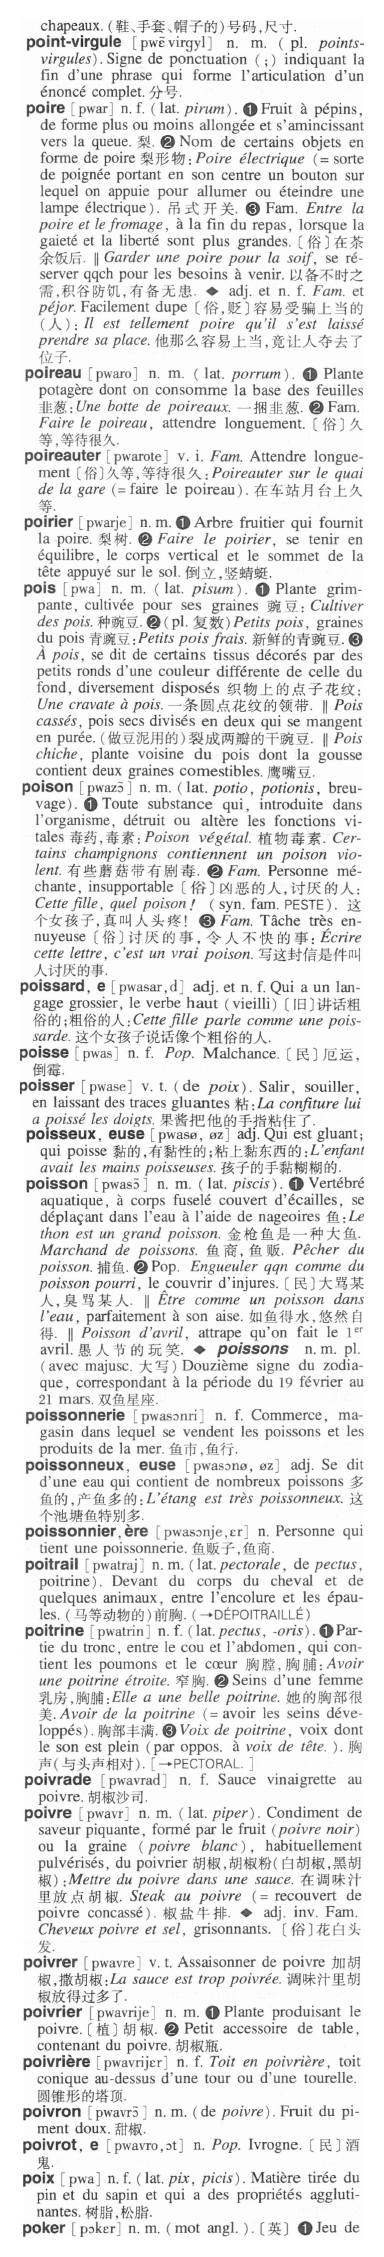 chapeaux. (鞋、手套、帽子的)号码,尺寸.
point-virgule [pwɛ̃virgyl] n. m. ( pl. points-
virgules). Signe de ponctuation (;) indiquant la
fin d'une phrase qui forme l'articulation d'un
énoncé complet. 分号.
poire [pwar] n. f. (lat. pirum). ❶ Fruit à pépins,
de forme plus ou moins allongée et s'amincissant
vers la queue. 梨. ❷ Nom de certains objets en
forme de poire 梨形物: Poire électrique (= sorte
de poignée portant en son centre un bouton sur
lequel on appuie pour allumer ou éteindre une
lampe électrique). 吊式开关. ❸ Fam. Entre la
poire et le fromage, à la fin du repas, lorsque la
gaieté et la liberté sont plus grandes. 〔俗〕在茶
余饭后. ‖ Garder une poire pour la soif, se ré-
server qqch pour les besoins à venir. 以备不时之
需,积谷防饥,有备无患. ◆ adj. et n. f. Fam. et
péjor. Facilement dupe 〔俗,贬〕容易受骗上当的
(人): Il est tellement poire qu'il s'est laissé
prendre sa place. 他那么容易上当,竟让人夺去了
位子.
poireau [pwaro] n. m. ( lat. porrum). ❶ Plante
potagère dont on consomme la base des feuilles
韭葱: Une botte de poireaux. 一捆韭葱. ❷ Fam.
Faire le poireau, attendre longuement. 〔俗〕久
等,等待很久.
poireauter [pwarote] v. i. Fam. Attendre longue-
ment 〔俗〕久等,等待很久: Poireauter sur le quai
de la gare (= faire le poireau). 在车站月台上久
等.
poirier [pwarje] n. m. ❶ Arbre fruitier qui fournit
la poire. 梨树. ❷ Faire le poirier, se tenir en
équilibre, le corps vertical et le sommet de la
tête appuyé sur le sol. 倒立,竖蜻蜓.
pois [pwa] n. m. ( lat. pisum). ❶ Plante grim-
pante, cultivée pour ses graines 豌豆: Cultiver
des pois. 种豌豆. ❷ (pl. 复数) Petits pois, graines
du pois 青豌豆: Petits pois frais. 新鲜的青豌豆. ❸
À pois, se dit de certains tissus décorés par des
petits ronds d'une couleur différente de celle du
fond, diversement disposés 织物上的点子花纹:
Une cravate à pois. 一条圆点花纹的领带. ‖ Pois
cassés, pois secs divisés en deux qui se mangent
en purée. (做豆泥用的)裂成两瓣的干豌豆. ‖ Pois
chiche, plante voisine du pois dont la gousse
contient deux graines comestibles. 鹰嘴豆.
poison [pwazɔ̃] n. m. (lat. potio, potionis, breu-
vage). ❶ Toute substance qui, introduite dans
l'organisme, détruit ou altère les fonctions vi-
tales 毒药,毒素: Poison végétal. 植物毒素. Cer-
tains champignons contiennent un poison vio-
lent. 有些蘑菇带有剧毒. ❷ Fam. Personne mé-
chante, insupportable 〔俗〕凶恶的人,讨厌的人:
Cette fille, quel poison! (syn. fam. PESTE). 这
个女孩子,真叫人头疼! ❸ Fam. Tâche très en-
nuyeuse 〔俗〕讨厌的事,令人不快的事: Écrire
cette lettre, c'est un vrai poison. 写这封信是件叫
人讨厌的事.
poissard, e [pwasar,d] adj. et n. f. Qui a un lan-
gage grossier, le verbe haut (vieilli) 〔旧〕讲话粗
俗的;粗俗的人: Cette fille parle comme une pois-
sarde. 这个女孩子说话像个粗俗的人.
poisse [pwas] n. f. Pop. Malchance. 〔民〕厄运,
倒霉.
poisser [pwase] v. t. ( de poix). Salir, souiller,
en laissant des traces gluantes 粘: La confiture lui
a poissé les doigts. 果酱把他的手指粘住了.
poisseux, euse [pwasø, øz] adj. Qui est gluant;
qui poisse 黏的,有黏性的;粘上黏东西的: L'enfant
avait les mains poisseuses. 孩子的手黏糊糊的.
poisson [pwasɔ̃] n. m. (lat. piscis). ❶ Vertébré
aquatique, à corps fuselé couvert d'écailles, se
déplaçant dans l'eau à l'aide de nageoires 鱼: Le
thon est un grand poisson. 金枪鱼是一种大鱼.
Marchand de poissons. 鱼商,鱼贩. Pêcher du
poisson. 捕鱼. ❷ Pop. Engueuler qqn comme du
poisson pourri, le couvrir d'injures. 〔民〕大骂某
人,臭骂某人. ‖ Être comme un poisson dans
l'eau, parfaitement à son aise. 如鱼得水,悠然自
得. ‖ Poisson d'avril, attrape qu'on fait le 1er
avril. 愚人节的玩笑. ◆ poissons n. m. pl.
(avec majusc. 大写) Douzième signe du zodia-
que, correspondant à la période du 19 février au
21 mars. 双鱼星座.
poissonnerie [pwasɔnri] n. f. Commerce, ma-
gasin dans lequel se vendent les poissons et les
produits de la mer. 鱼市,鱼行.
poissonneux, euse [pwasɔnø, øz] adj. Se dit
d'une eau qui contient de nombreux poissons 多
鱼的,产鱼多的: L'étang est très poissonneux. 这
个池塘鱼特别多.
poissonnier, ère [pwasɔnje,ɛr] n. Personne qui
tient une poissonnerie. 鱼贩子,鱼商.
poitrail [pwatraj] n. m. (lat. pectorale, de pectus,
poitrine). Devant du corps du cheval et de
quelques animaux, entre l'encolure et les épau-
les. (马等动物的)前胸. (→DÉPOITRAILLÉ)
poitrine [pwatrin] n. f. (lat. pectus, -oris). ❶ Par-
tie du tronc, entre le cou et l'abdomen, qui con-
tient les poumons et le cœur 胸膛,胸脯: Avoir
une poitrine étroite. 窄胸. ❷ Seins d'une femme
乳房,胸脯: Elle a une belle poitrine. 她的胸部很
美. Avoir de la poitrine (= avoir les seins déve-
loppés). 胸部丰满. ❸ Voix de poitrine, voix dont
le son est plein (par oppos. à voix de tête. ). 胸
声(与头声相对). [→PECTORAL. ]
poivrade [pwavrad] n. f. Sauce vinaigrette au
poivre. 胡椒沙司.
poivre [pwavr] n. m. ( lat. piper). Condiment de
saveur piquante, formé par le fruit (poivre noir)
ou la graine ( poivre blanc), habituellement
pulvérisés, du poivrier 胡椒,胡椒粉(白胡椒,黑胡
椒): Mettre du poivre dans une sauce. 在调味汁
里放点胡椒. Steak au poivre (= recouvert de
poivre concassé). 椒盐牛排. ◆ adj. inv. Fam.
Cheveux poivre et sel, grisonnants. 〔俗〕花白头
发.
poivrer [pwavre] v. t. Assaisonner de poivre 加胡
椒,撒胡椒: La sauce est trop poivrée. 调味汁里胡
椒放得过多了.
poivrier [pwavrije] n. m. ❶ Plante produisant le
poivre. 〔植〕胡椒. ❷ Petit accessoire de table,
contenant du poivre. 胡椒瓶.
poivrière [pwavrijɛr] n. f. Toit en poivrière, toit
conique au-dessus d'une tour ou d'une tourelle.
圆锥形的塔顶.
poivron [pwavrɔ̃] n. m. (de poivre). Fruit du pi-
ment doux. 甜椒.
poivrot, e [pwavro,ɔt] n. Pop. Ivrogne. 〔民〕酒
鬼.
poix [pwa] n. f. ( lat. pix, picis). Matière tirée du
pin et du sapin et qui a des propriétés aggluti-
nantes. 树脂,松脂.
poker [pɔkɛr] n. m. (mot angl. ). 〔英〕 ❶ Jeu de